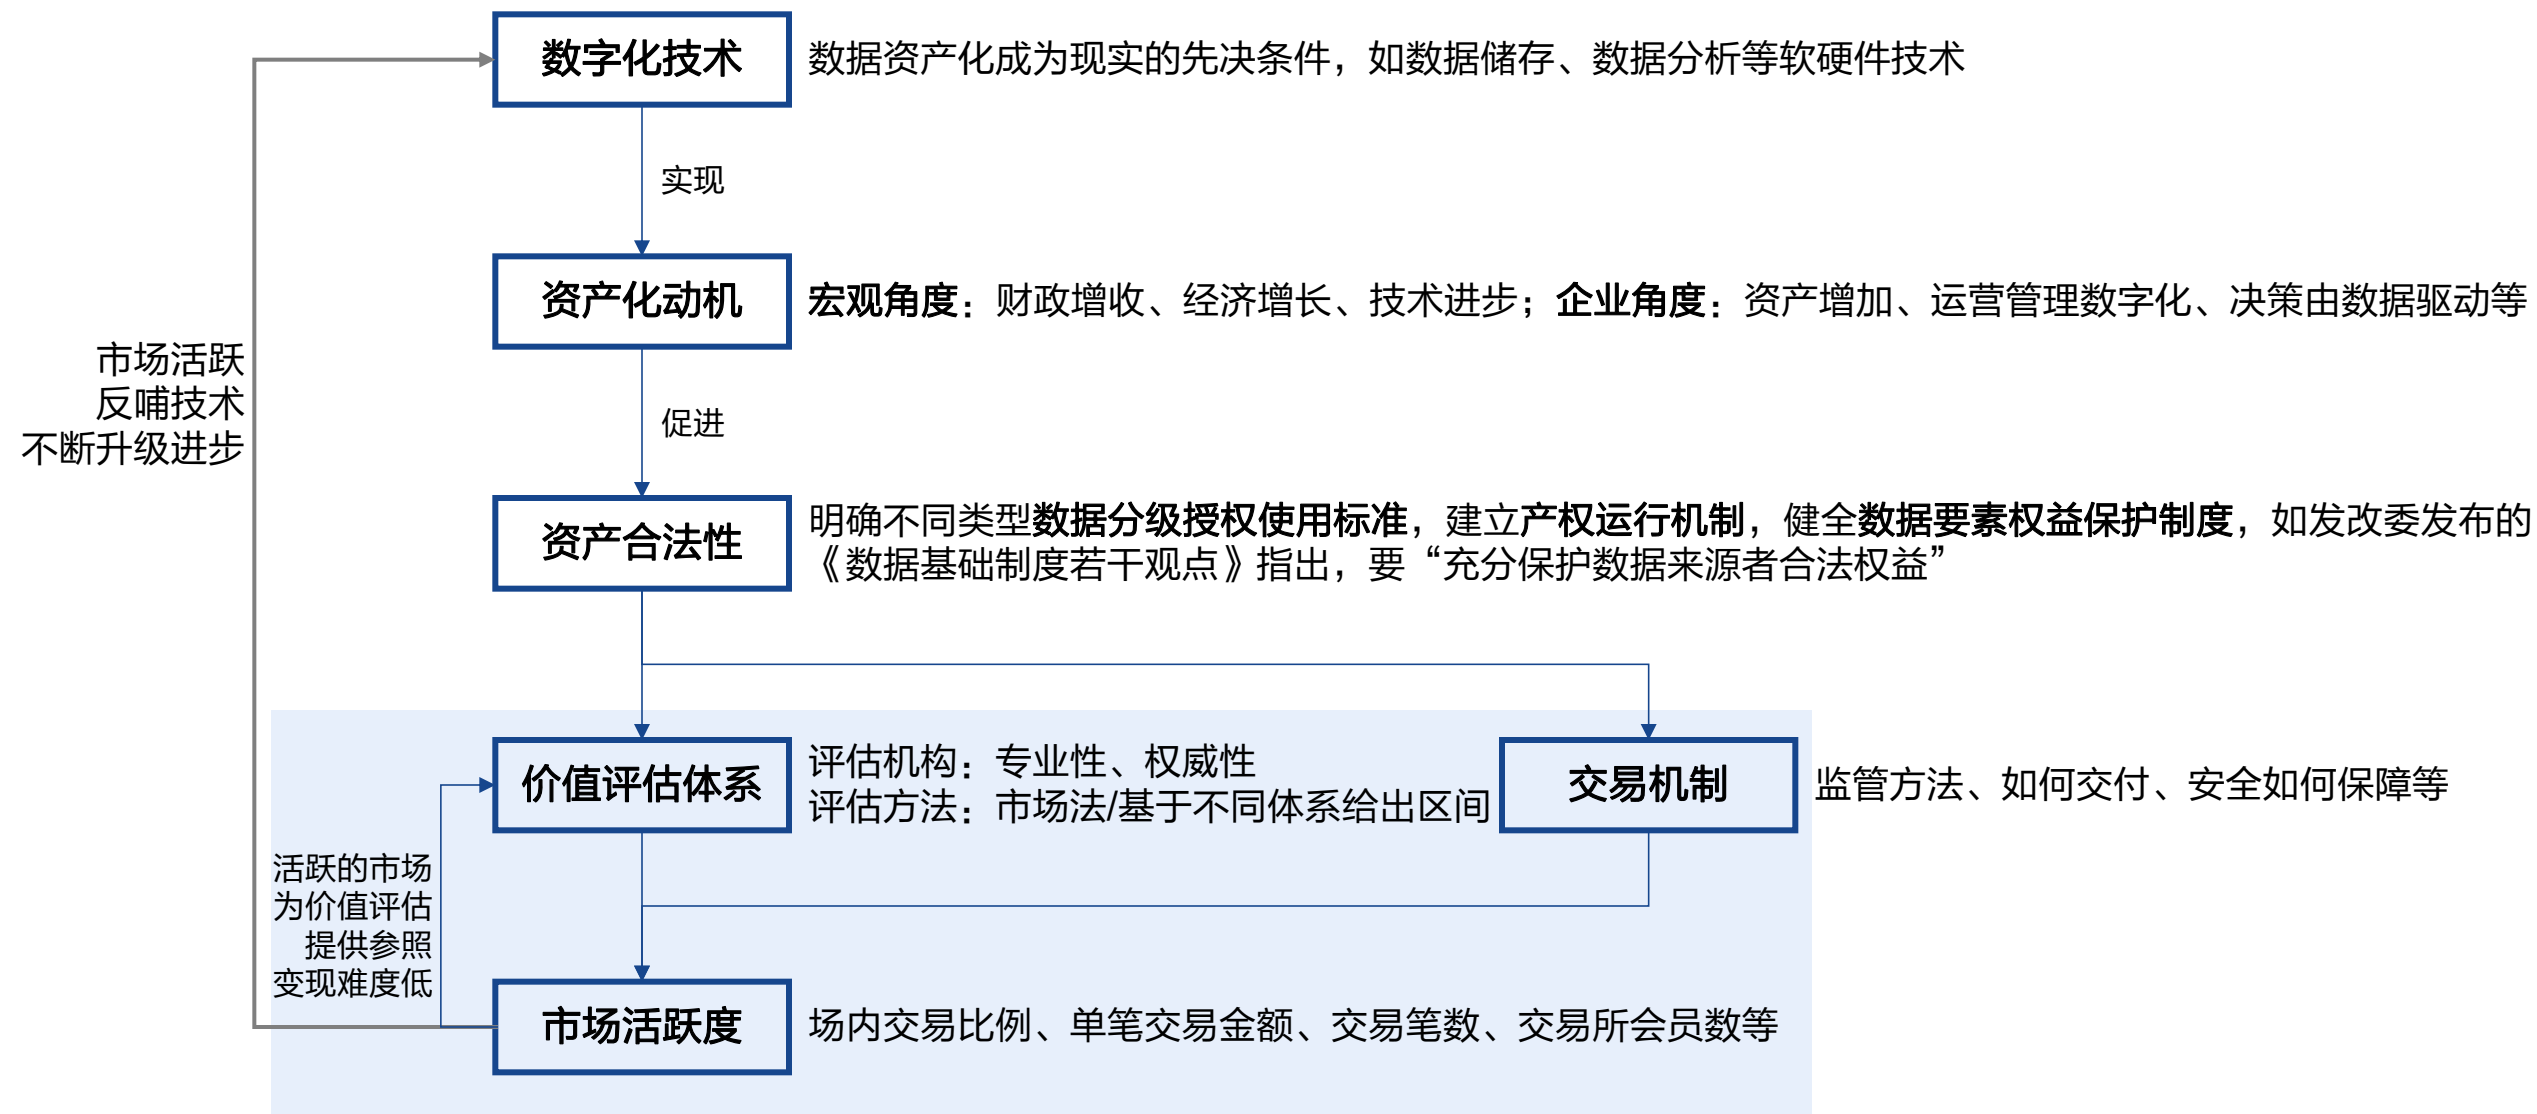 数字化技术
数据资产化成为现实的先决条件，如数据储存、数据分析等软硬件技术
实现
资产化动机
宏观角度：财政增收、经济增长、技术进步；企业角度：资产增加、运营管理数字化、决策由数据驱动等
市场活跃
反哺技术
不断升级进步
促进
资产合法性
明确不同类型数据分级授权使用标准，建立产权运行机制，健全数据要素权益保护制度，如发改委发布的
《数据基础制度若干观点》指出，要“充分保护数据来源者合法权益”
价值评估体系
评估机构：专业性、权威性
评估方法：市场法/基于不同体系给出区间
交易机制
监管方法、如何交付、安全如何保障等
活跃的市场
为价值评估
提供参照
变现难度低
市场活跃度
场内交易比例、单笔交易金额、交易笔数、交易所会员数等